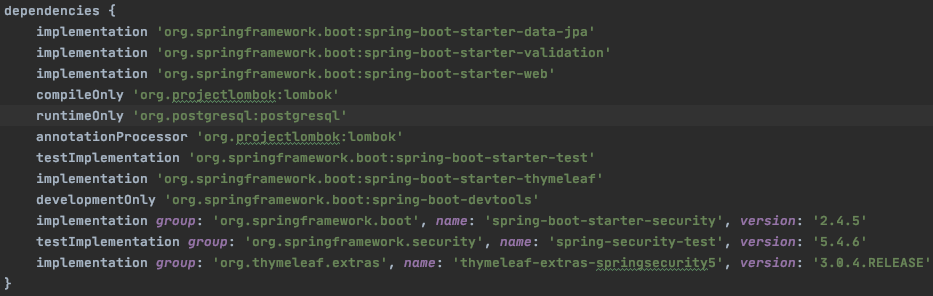 dependencies {
    implementation 'org.springframework.boot:spring-boot-starter-data-jpa'
    implementation 'org.springframework.boot:spring-boot-starter-validation'
    implementation 'org.springframework.boot:spring-boot-starter-web'
    compileOnly 'org.projectlombok:lombok'
    runtimeOnly 'org.postgresql:postgresql'
    annotationProcessor 'org.projectlombok:lombok'
    testImplementation 'org.springframework.boot:spring-boot-starter-test'
    implementation 'org.springframework.boot:spring-boot-starter-thymeleaf'
    developmentOnly 'org.springframework.boot:spring-boot-devtools'
    implementation group: 'org.springframework.boot', name: 'spring-boot-starter-security', version: '2.4.5'
    testImplementation group: 'org.springframework.security', name: 'spring-security-test', version: '5.4.6'
    implementation group: 'org.thymeleaf.extras', name: 'thymeleaf-extras-springsecurity5', version: '3.0.4.RELEASE'
}